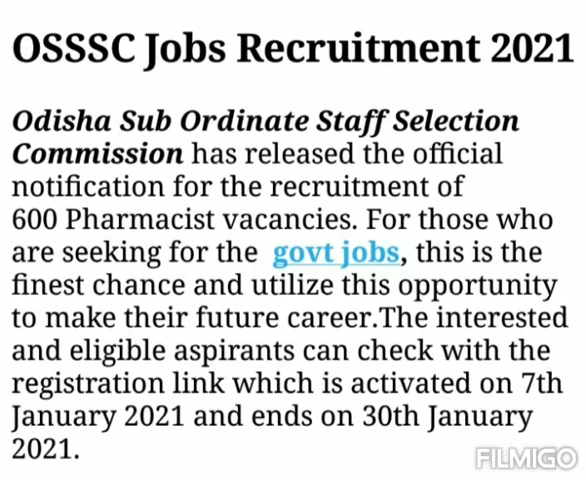 OSSSC Jobs Recruitment 2021
Odisha Sub Ordinate Staff Selection
Commission has released the official
notification for the recruitment of
600 Pharmacist vacancies. For those who
are seeking for the govt jobs, this is the
finest chance and utilize this opportunity
to make their future career.The interested
and eligible aspirants can check with the
registration link which is activated on 7th
January 2021 and ends on 30th January
2021.
FILMIGO